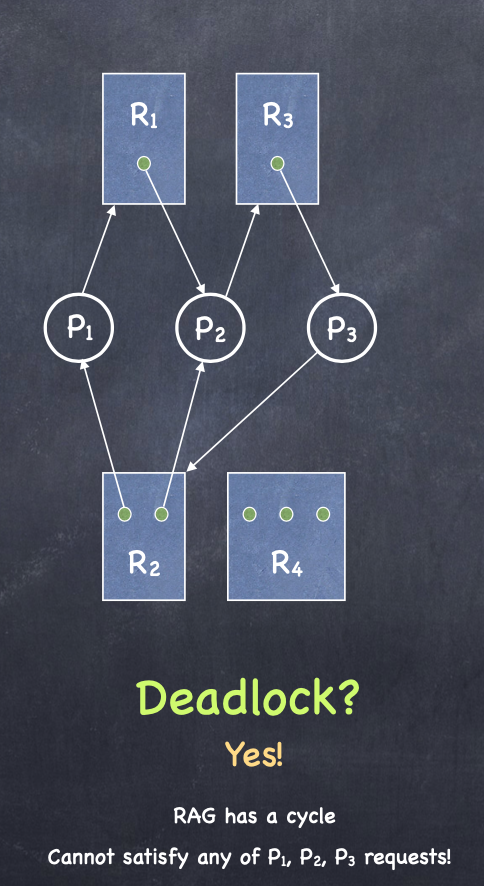 R₁ R₃
P₁ P₂ P₃
R₂ R₄
Deadlock?
Yes!
RAG has a cycle
Cannot satisfy any of P₁, P₂, P₃ requests!